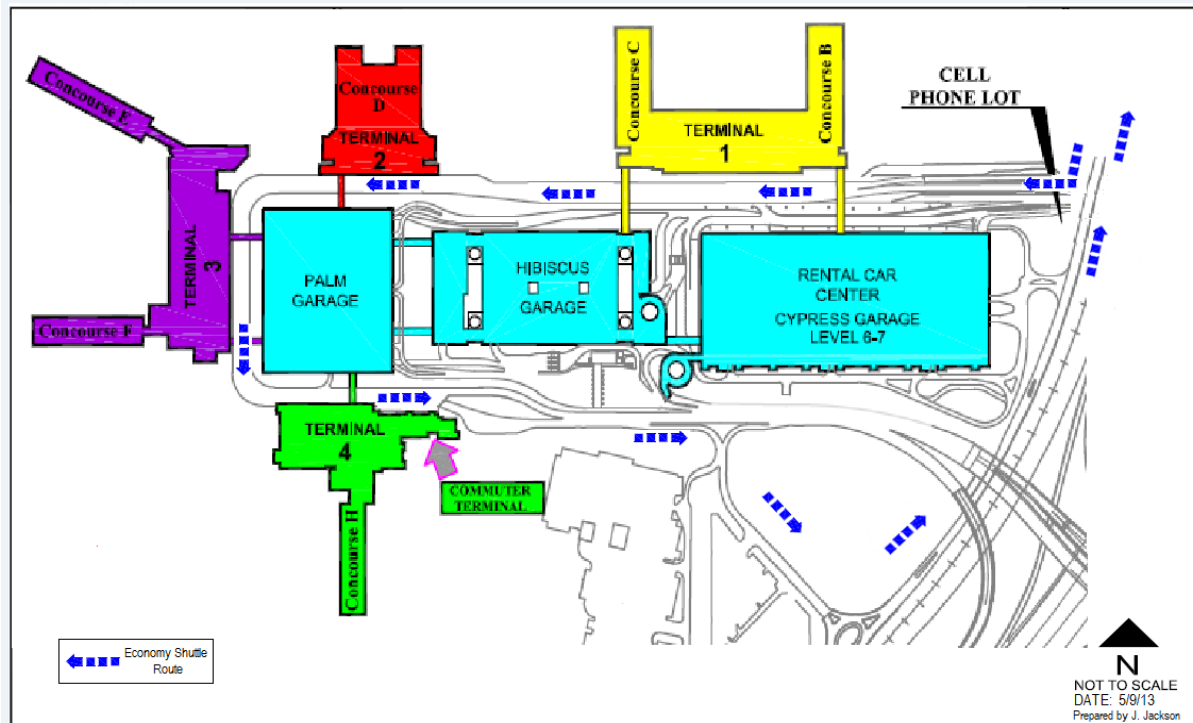 Concourse E
Concourse D
TERMINAL
2
Concourse C
Concourse B
TERMINAL
1
CELL
PHONE LOT
TERMINAL
3
Concourse F
PALM
GARAGE
HIBISCUS
GARAGE
RENTAL CAR
CENTER
CYPRESS GARAGE
LEVEL 6-7
TERMINAL
4
Concourse H
COMMUTER
TERMINAL
Economy Shuttle
Route
N
NOT TO SCALE
DATE: 5/9/13
Prepared by J. Jackson